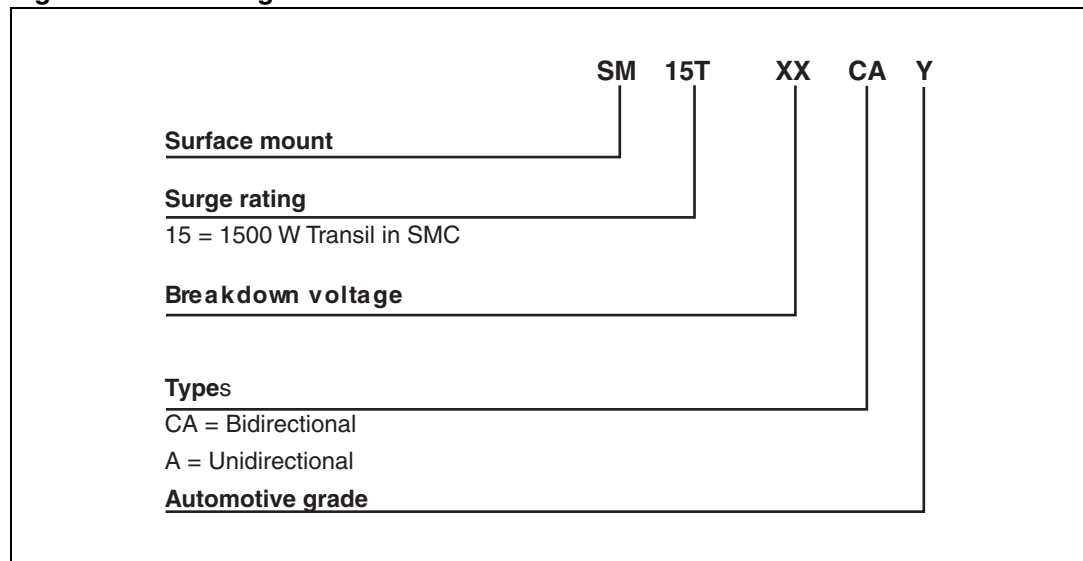 SM 15T XX CA Y
Surface mount
Surge rating
15 = 1500 W Transil in SMC
Breakdown voltage
Types
CA = Bidirectional
A = Unidirectional
Automotive grade